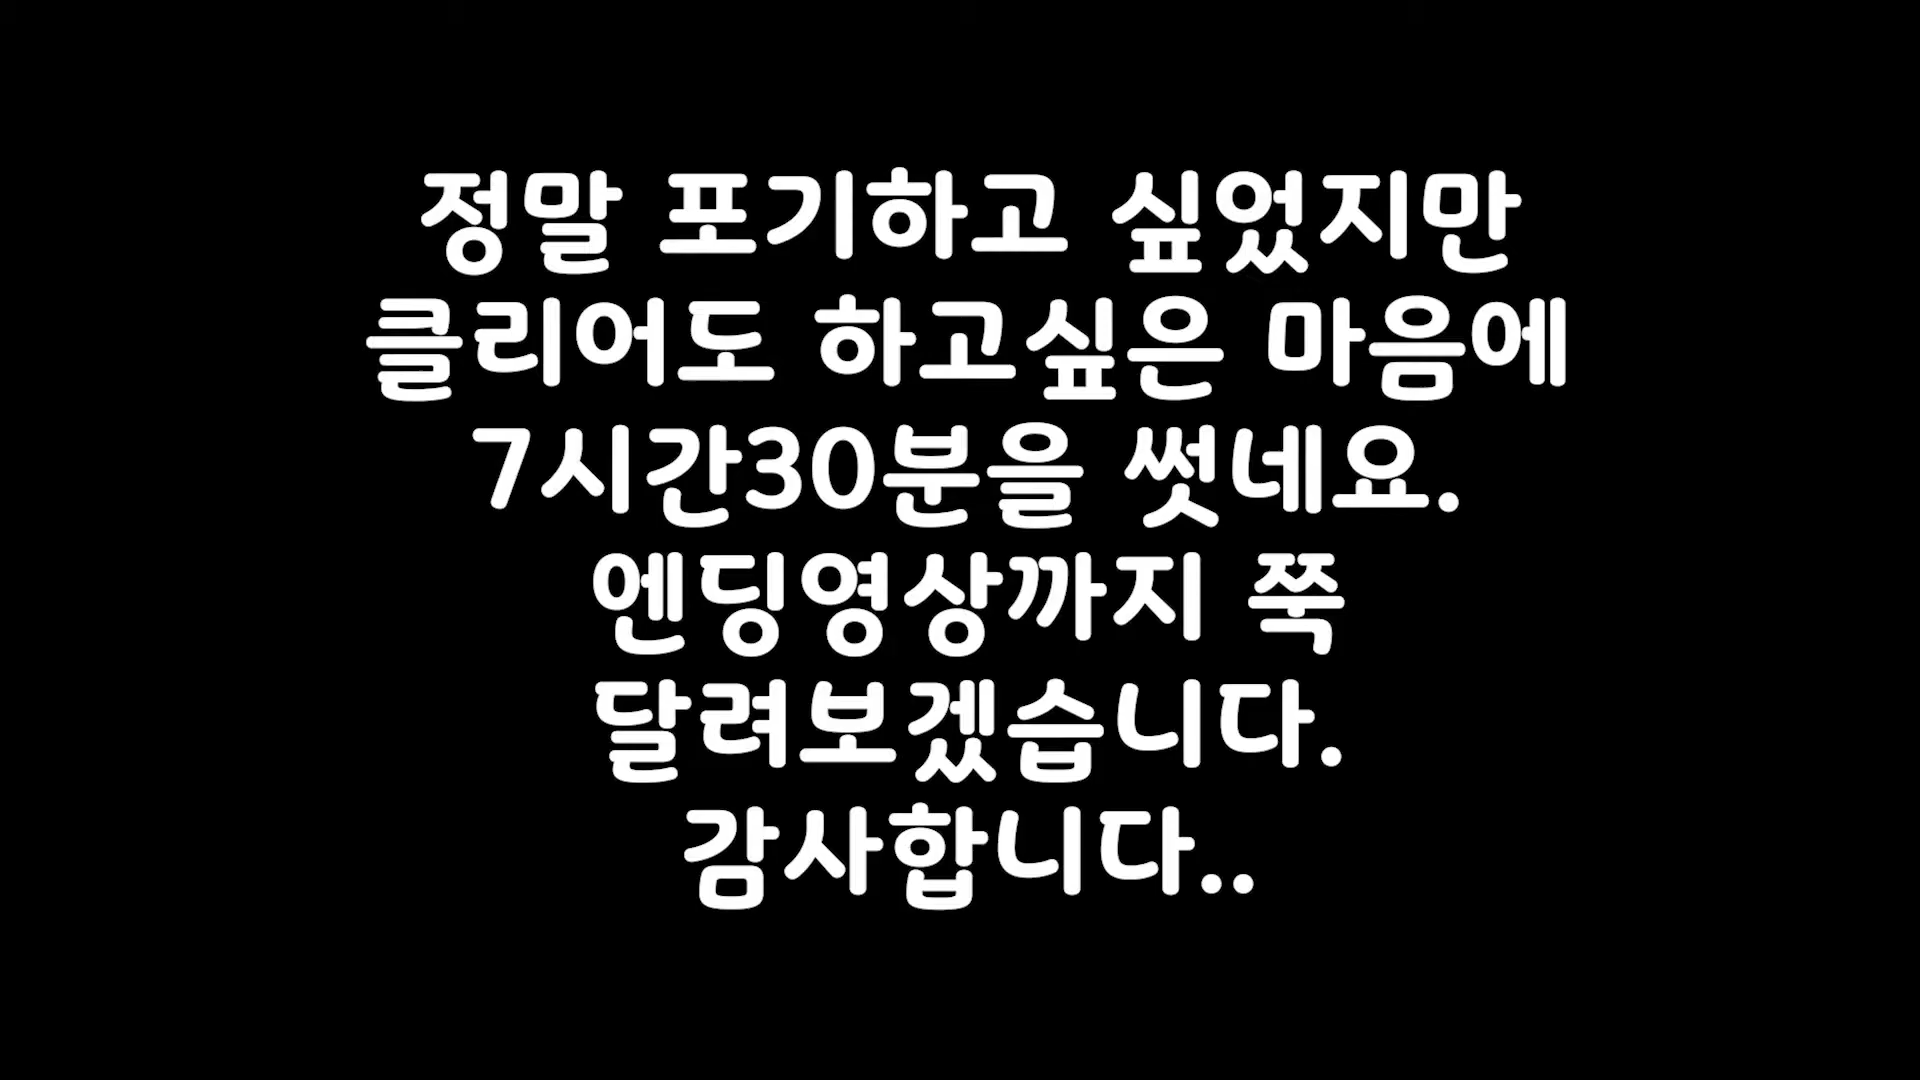 정말 포기하고 싶었지만
클리어도 하고싶은 마음에
7시간30분을 썻네요.
엔딩영상까지 쭉
달려보겠습니다.
감사합니다..